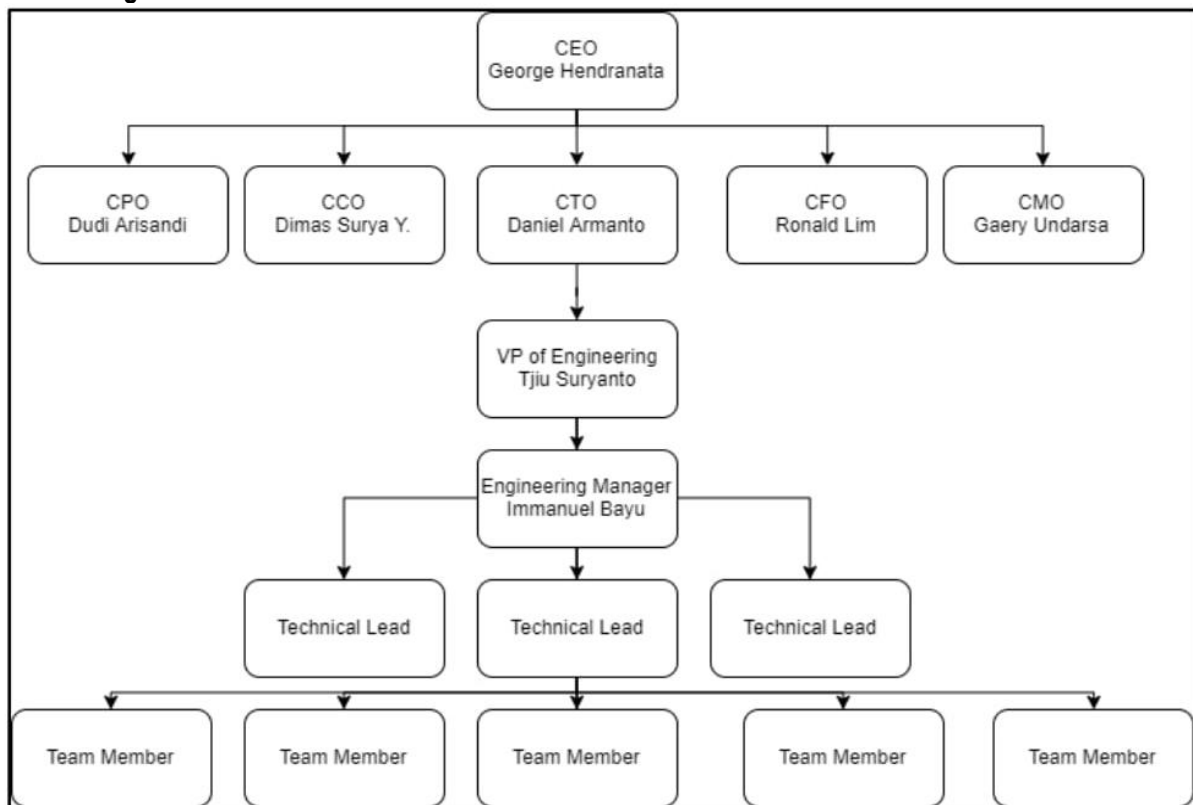 CEO
George Hendranata
CPO
Dudi Arisandi
CCO
Dimas Surya Y.
CTO
Daniel Armanto
CFO
Ronald Lim
CMO
Gaery Undarsa
VP of Engineering
Tjiu Suryanto
Engineering Manager
Immanuel Bayu
Technical Lead
Technical Lead
Technical Lead
Team Member
Team Member
Team Member
Team Member
Team Member